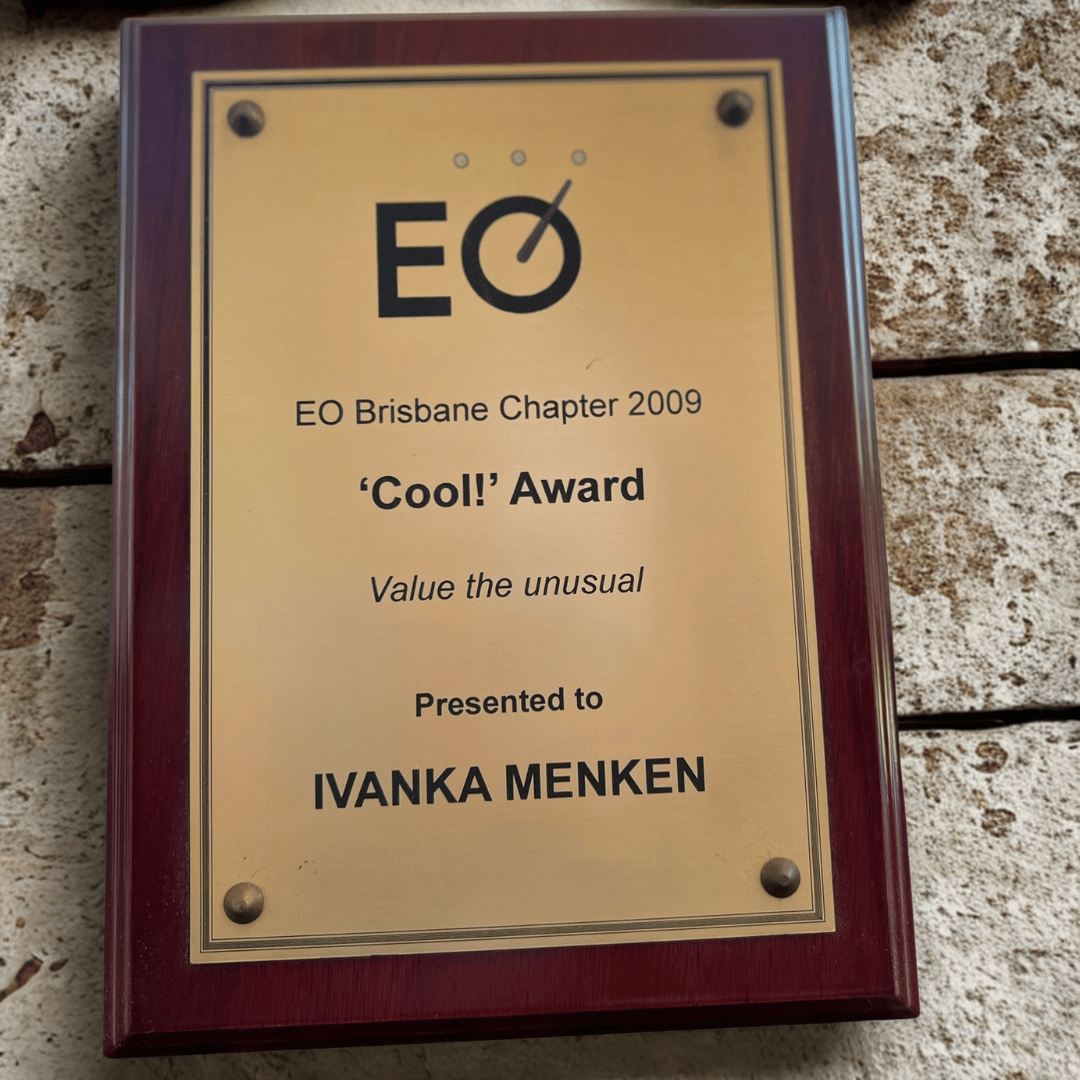 EO
EO Brisbane Chapter 2009
‘Cool!’ Award
Value the unusual
Presented to
IVANKA MENKEN